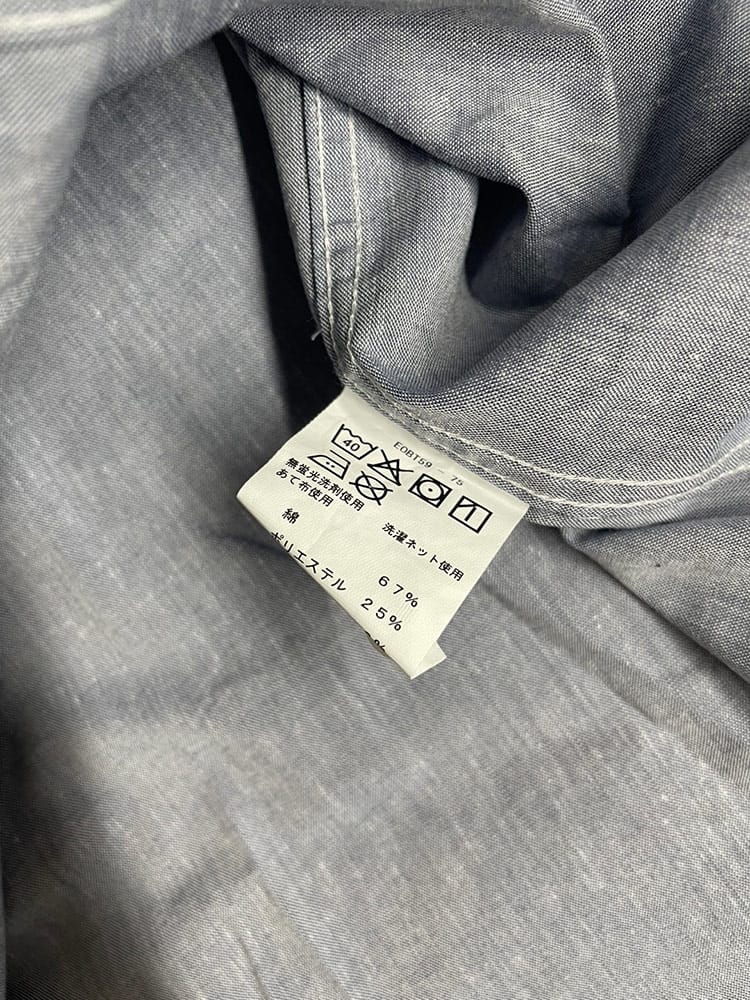 EOBT59 - 75
40
無蛍光洗剤使用
あて布使用
洗濯ネット使用
綿 67%
ポリエステル 25%